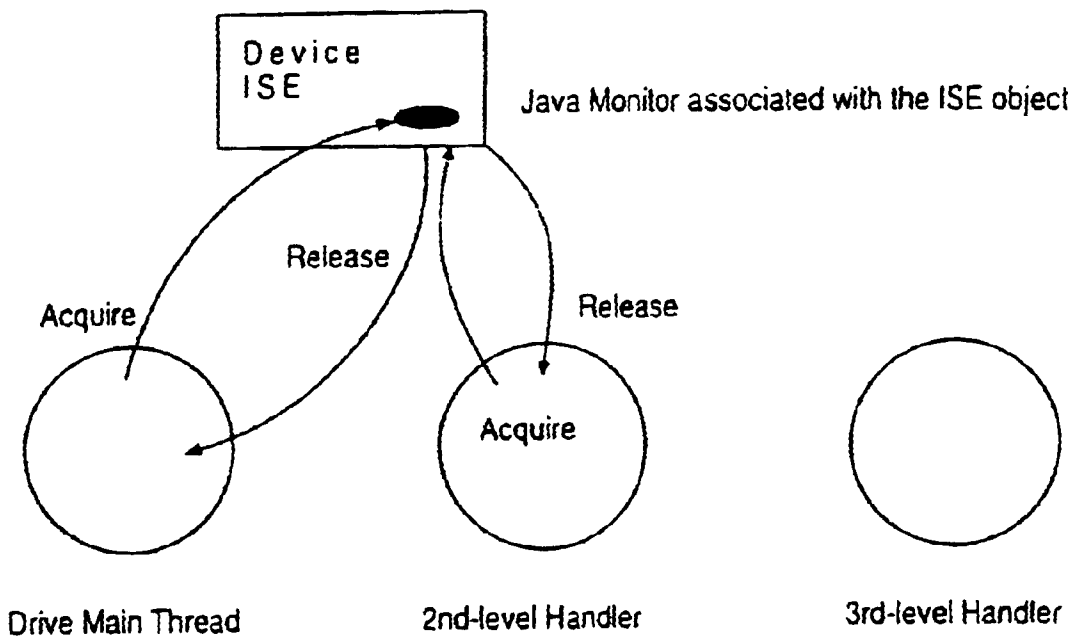 Device
ISE
Java Monitor associated with the ISE object
Release
Acquire
Release
Acquire
Drive Main Thread
2nd-level Handler
3rd-level Handler